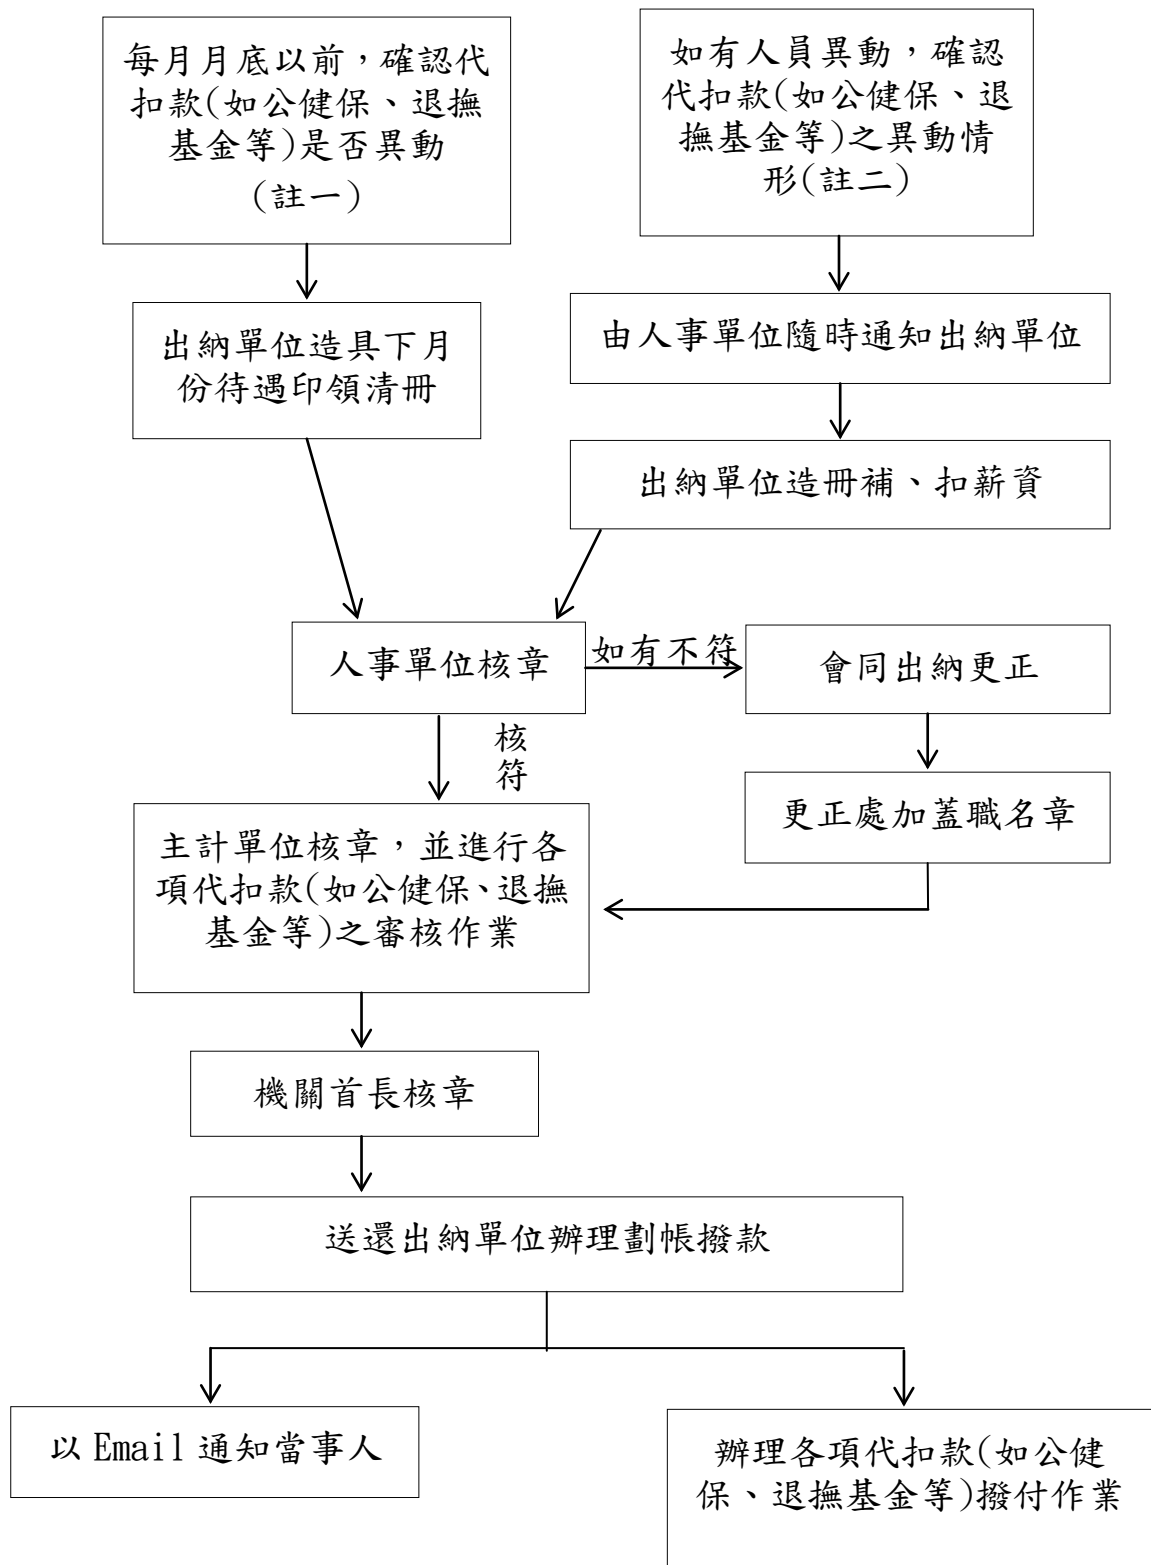 每月月底以前，確認代
扣款(如公健保、退撫
基金等)是否異動
(註一)
如有人員異動，確認
代扣款(如公健保、退
撫基金等)之異動情
形(註二)
出納單位造具下月
份待遇印領清冊
由人事單位隨時通知出納單位
出納單位造冊補、扣薪資
人事單位核章
如有不符
會同出納更正
核
符
更正處加蓋職名章
主計單位核章，並進行各
項代扣款(如公健保、退撫
基金等)之審核作業
機關首長核章
送還出納單位辦理劃帳撥款
以 Email 通知當事人
辦理各項代扣款(如公健
保、退撫基金等)撥付作業